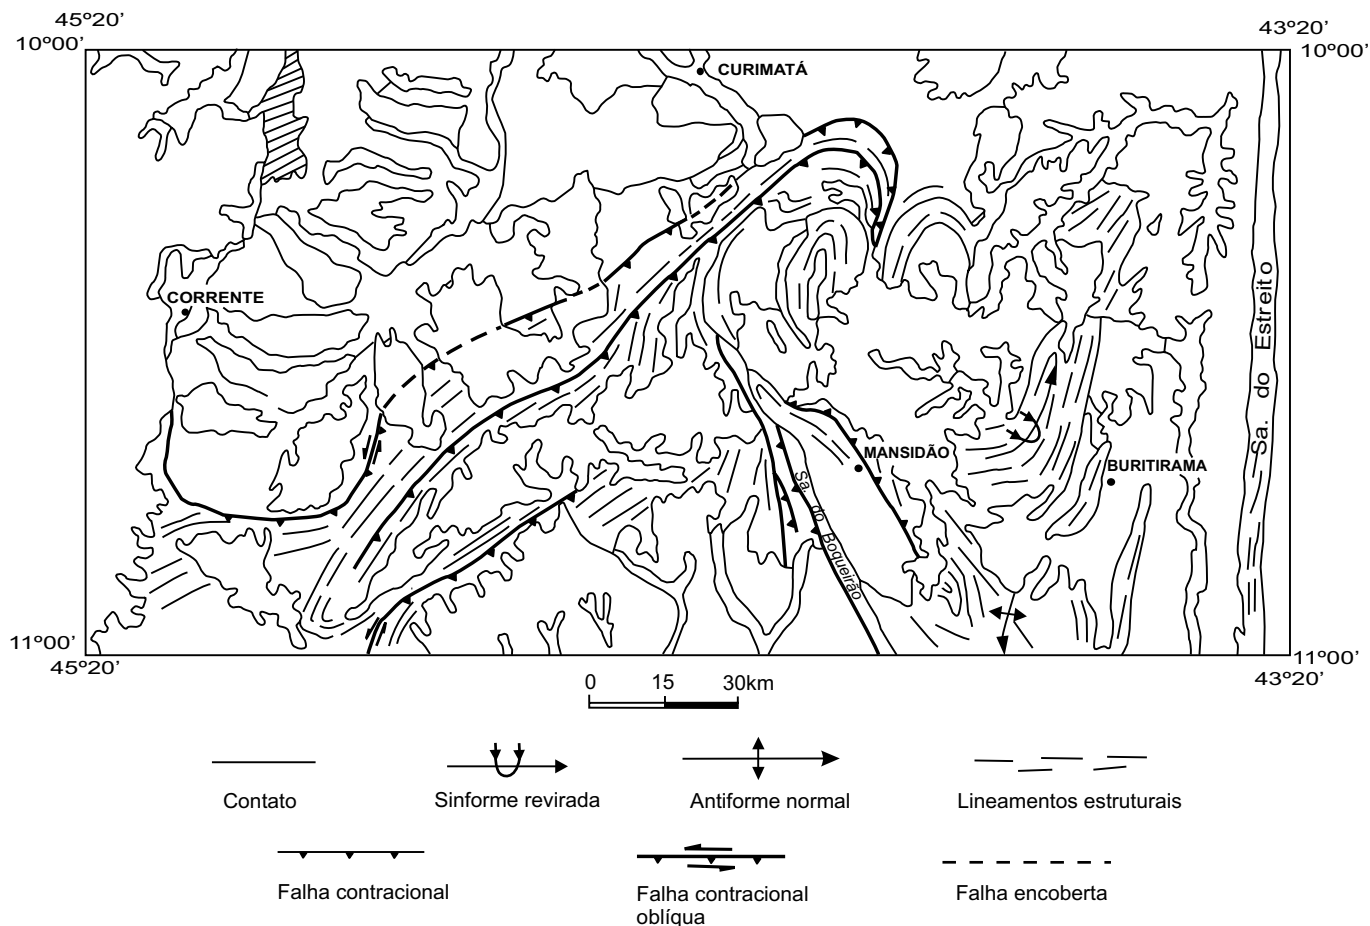 45º20'
43º20'
10º00'
10º00'
CURIMATÁ
CORRENTE
Sa. do Estreito
MANSIDÃO
BURITIRAMA
Sa. do Boqueirão
11º00'
11º00'
45º20'
43º20'
0 15 30km
Contato
Sinforme revirada
Antiforme normal
Lineamentos estruturais
Falha contracional
Falha contracional
oblíqua
Falha encoberta